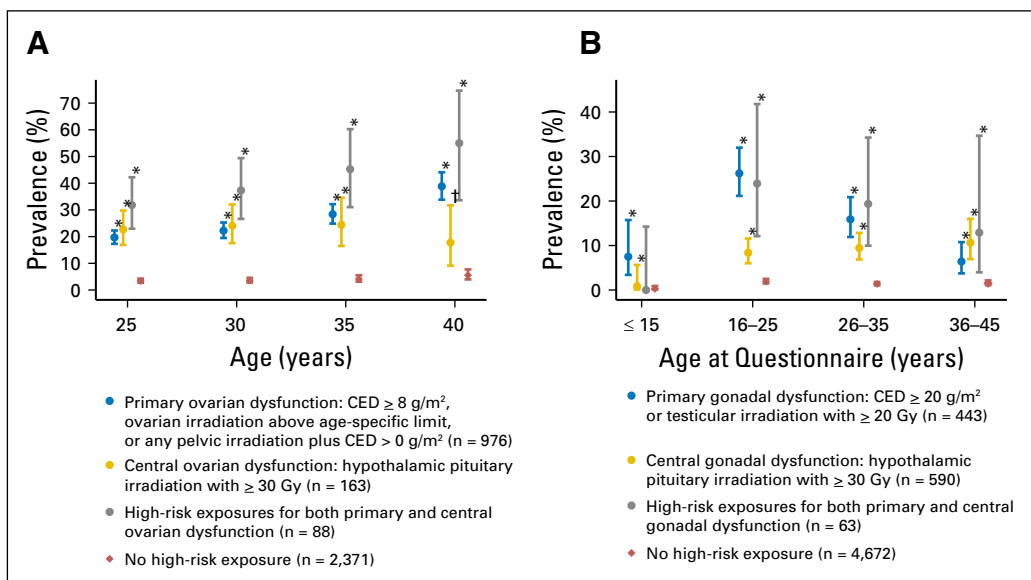 A
B
Prevalence (%)
70
60
50
40
30
20
10
0
* * *
* * *
* * *
* † *
25 30 35 40
Age (years)
Prevalence (%)
40
30
20
10
0
* *
* * *
* * *
* * *
≤ 15 16–25 26–35 36–45
Age at Questionnaire (years)
Primary ovarian dysfunction: CED ≥ 8 g/m²,
ovarian irradiation above age-specific limit,
or any pelvic irradiation plus CED > 0 g/m² (n = 976)
Central ovarian dysfunction: hypothalamic pituitary
irradiation with ≥ 30 Gy (n = 163)
High-risk exposures for both primary and central
ovarian dysfunction (n = 88)
No high-risk exposure (n = 2,371)
Primary gonadal dysfunction: CED ≥ 20 g/m²
or testicular irradiation with ≥ 20 Gy (n = 443)
Central gonadal dysfunction: hypothalamic
pituitary irradiation with ≥ 30 Gy (n = 590)
High-risk exposures for both primary and central
gonadal dysfunction (n = 63)
No high-risk exposure (n = 4,672)